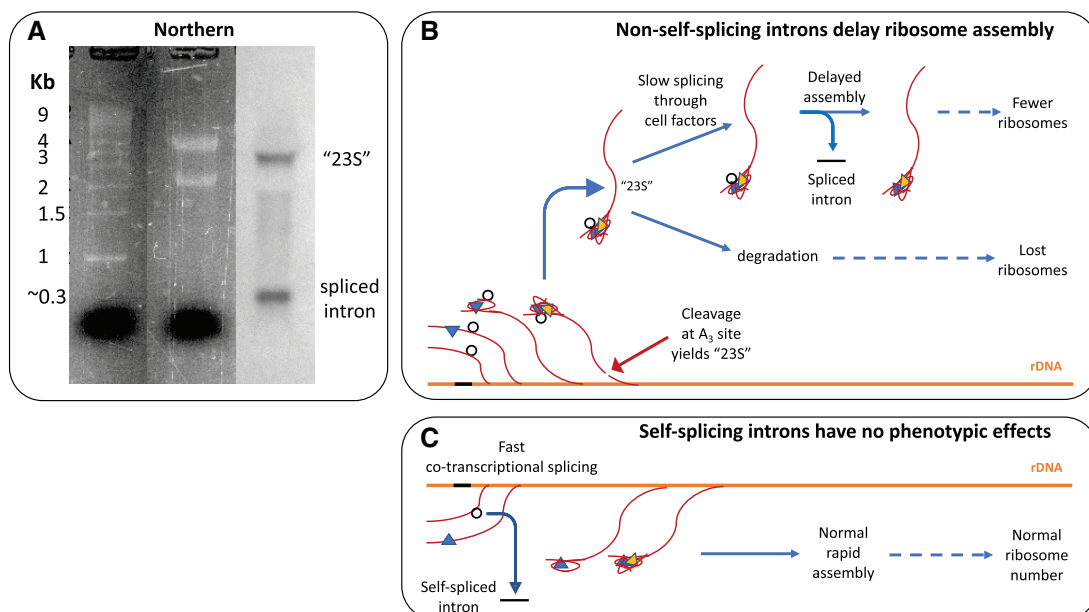 A
Northern
Kb
9
4
3
2
1.5
1
~0.3
“23S”
spliced
intron
B
Non-self-splicing introns delay ribosome assembly
Slow splicing
through
cell factors
Delayed
assembly
Fewer
ribosomes
“23S”
Spliced
intron
degradation
Lost
ribosomes
Cleavage
at A₃ site
yields “23S”
rDNA
C
Self-splicing introns have no phenotypic effects
Fast
co-transcriptional splicing
rDNA
Self-spliced
intron
Normal
rapid
assembly
Normal
ribosome
number